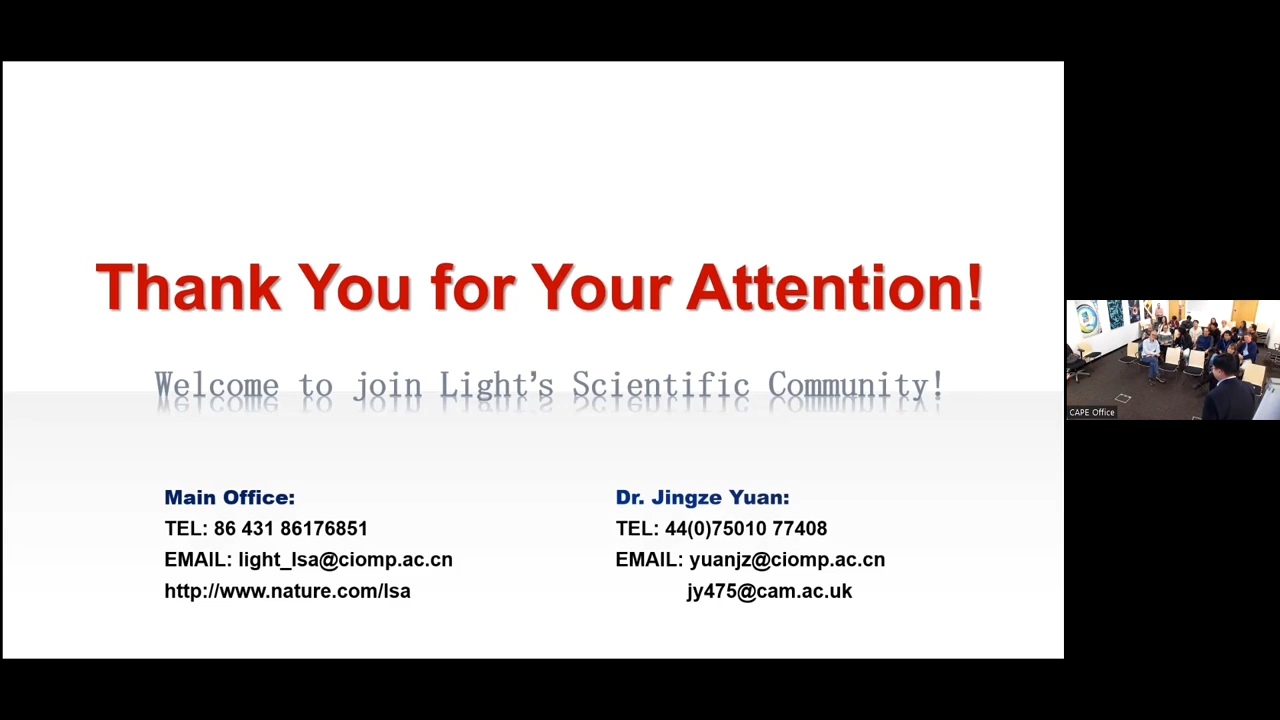 Thank You for Your Attention!
Welcome to join Light’s Scientific Community!
Main Office:
TEL: 86 431 86176851
EMAIL: light_lsa@ciomp.ac.cn
http://www.nature.com/lsa
Dr. Jingze Yuan:
TEL: 44(0)75010 77408
EMAIL: yuanjz@ciomp.ac.cn
jy475@cam.ac.uk
CAPE Office